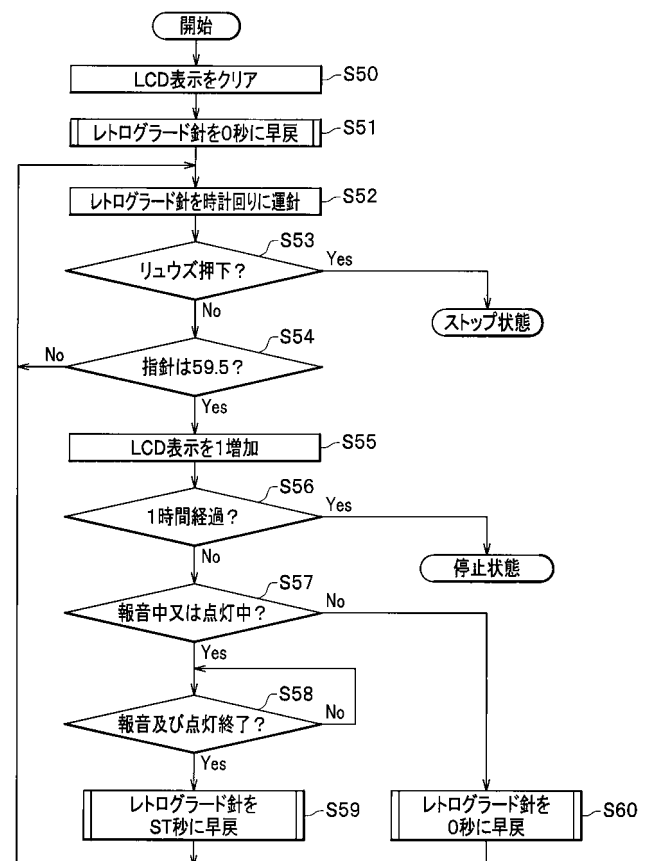 開始
LCD表示をクリア
S50
レトログラード針を0秒に早戻
S51
レトログラード針を時計回りに運針
S52
S53
リュウズ押下?
Yes
No
ストップ状態
S54
指針は59.5?
No
Yes
LCD表示を1増加
S55
S56
1時間経過?
Yes
No
停止状態
S57
報音中又は点灯中?
No
Yes
S58
報音及び点灯終了?
No
Yes
レトログラード針を
ST秒に早戻
S59
レトログラード針を
0秒に早戻
S60